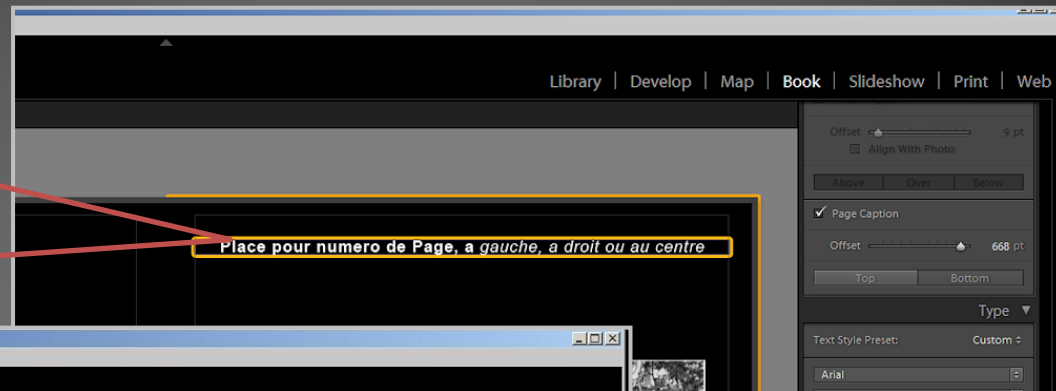 Library | Develop | Map | Book | Slideshow | Print | Web
Offset 9 pt
Align With Photo
Above Over Below
Page Caption
Place pour numero de Page, a gauche, a droit ou au centre
Offset 668 pt
Top Bottom
Type
Text Style Preset: Custom
Arial